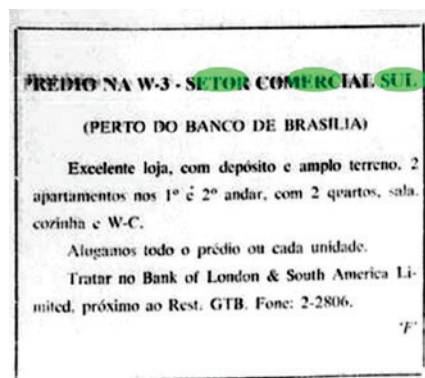 PRÉDIO NA W-3 - SETOR COMERCIAL SUL
(PERTO DO BANCO DE BRASÍLIA)
Excelente loja, com depósito e amplo terreno. 2
apartamentos nos 1º e 2º andar, com 2 quartos, sala.
cozinha e W-C.
Alugamos todo o prédio ou cada unidade.
Tratar no Bank of London & South America Li-
mited, próximo ao Rest. GTB. Fone: 2-2806.
"F"